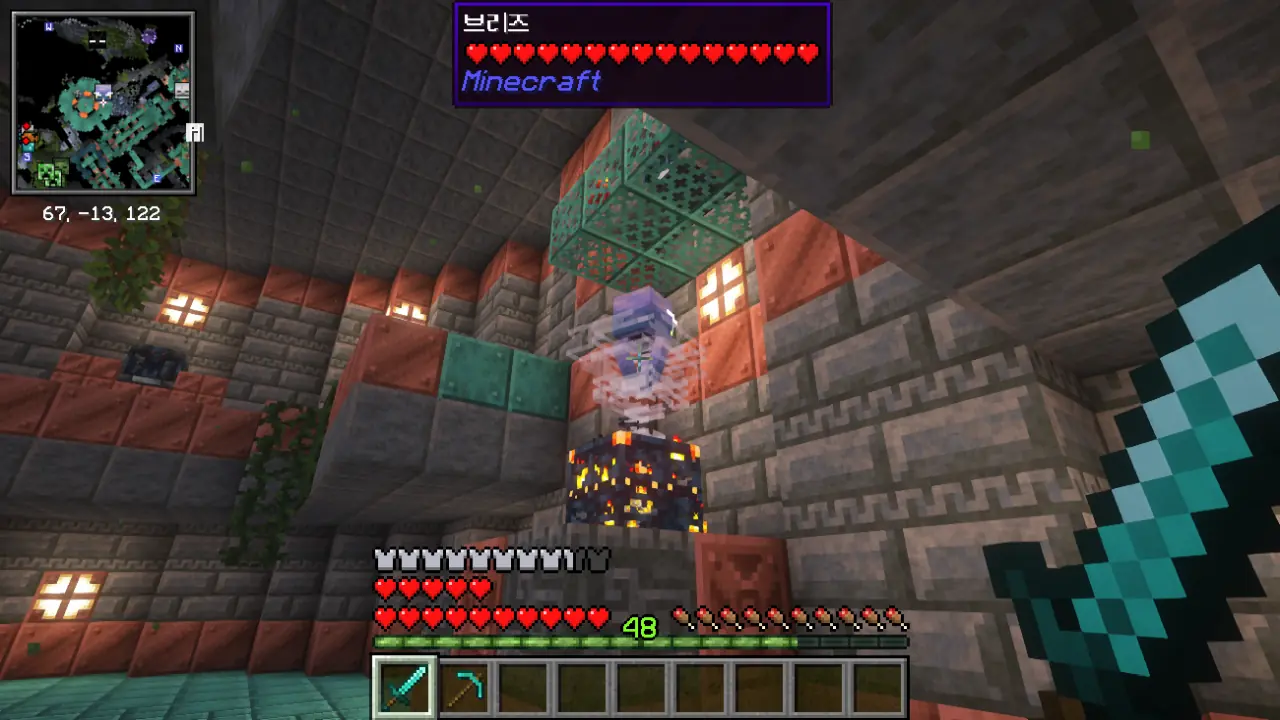 브리즈
Minecraft
W
N
S
E
67, -13, 122
48